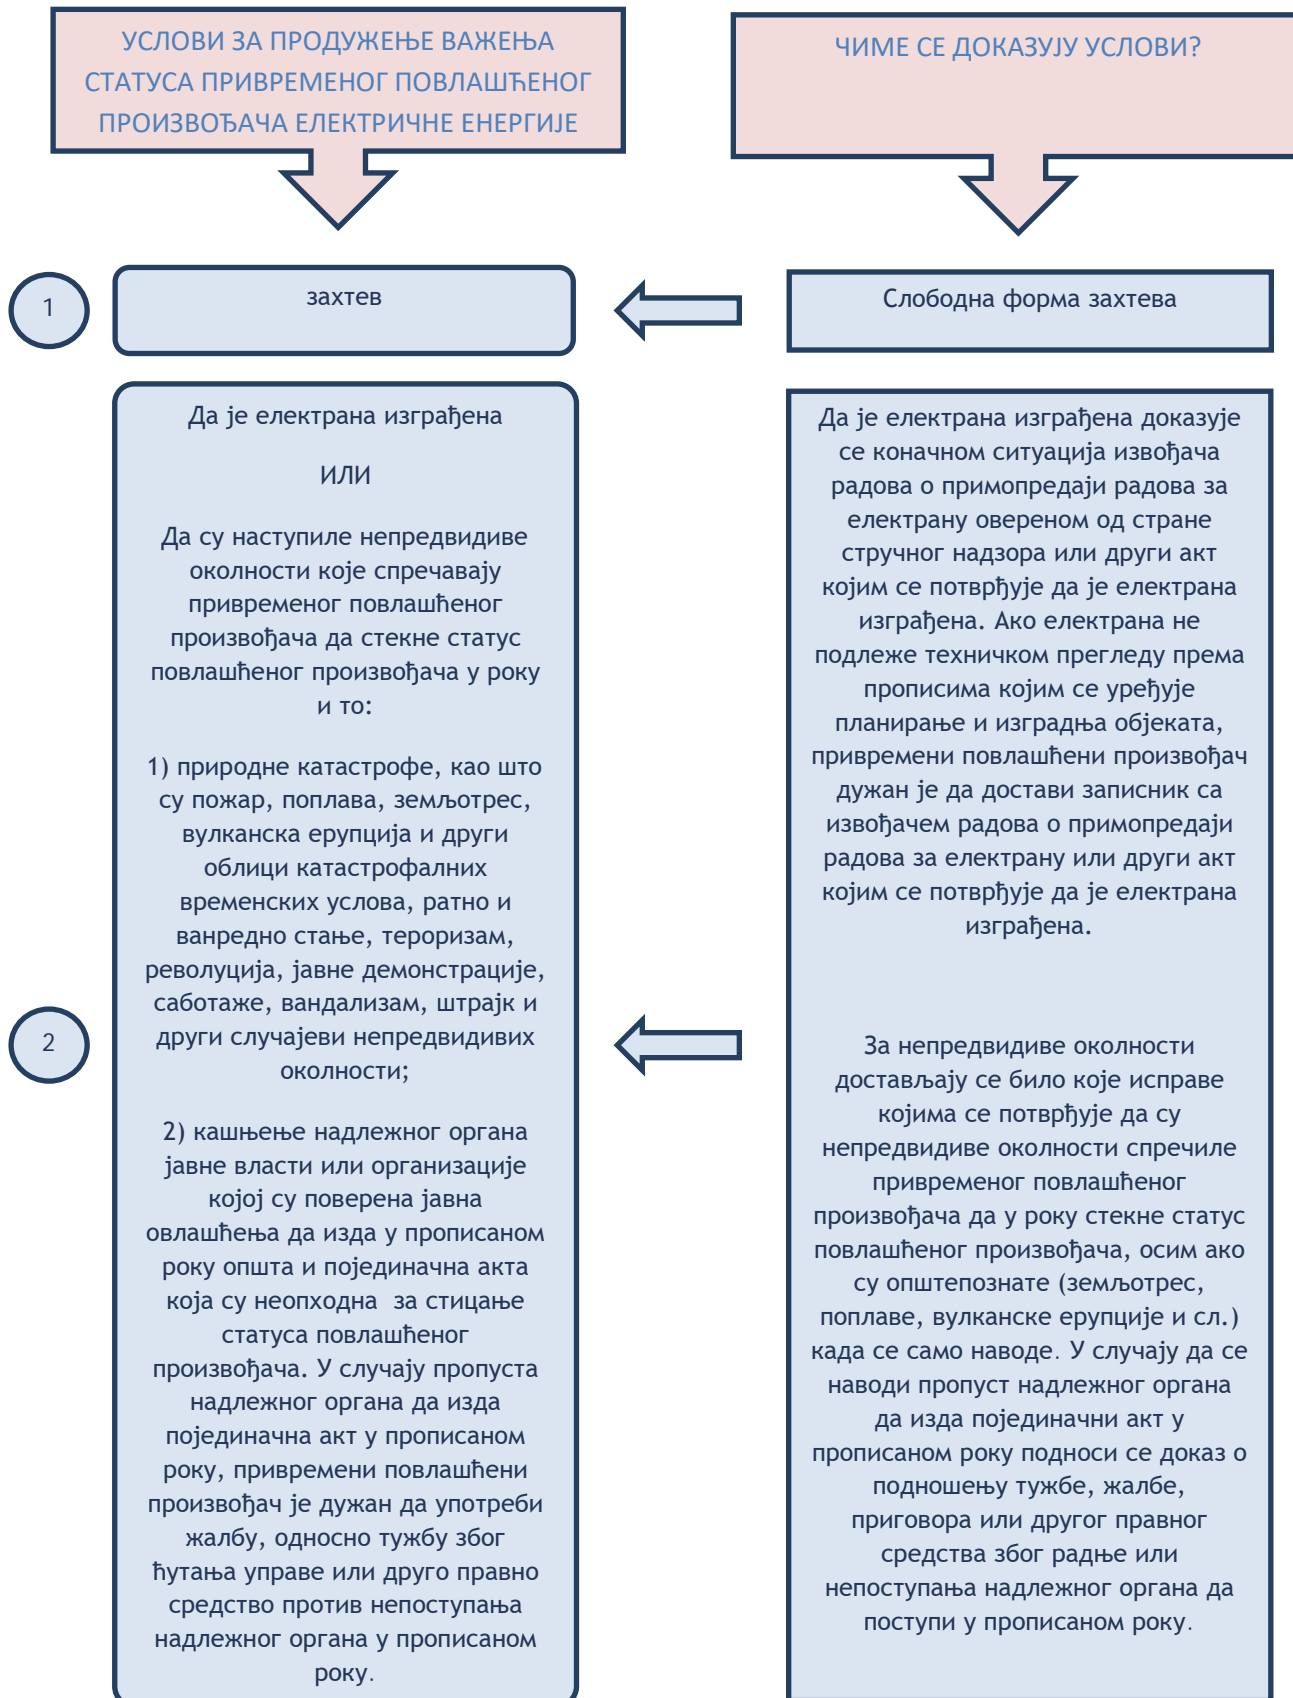 УСЛОВИ ЗА ПРОДУЖЕЊЕ ВАЖЕЊА
СТАТУСА ПРИВРЕМЕНОГ ПОВЛАШЋЕНОГ
ПРОИЗВОЂАЧА ЕЛЕКТРИЧНЕ ЕНЕРГИЈЕ
ЧИМЕ СЕ ДОКАЗУЈУ УСЛОВИ?
1
захтев
Слободна форма захтева
2
Да је електрана изграђена
ИЛИ
Да су наступиле непредвидиве
околности које спречавају
привременог повлашћеног
произвођача да стекне статус
повлашћеног произвођача у року
и то:
1) природне катастрофе, као што
су пожар, поплава, земљотрес,
вулканска ерупција и други
облици катастрофалних
временских услова, ратно и
ванредно стање, тероризам,
револуција, јавне демонстрације,
саботаже, вандализам, штрајк и
други случајеви непредвидивих
околности;
2) кашњење надлежног органа
јавне власти или организације
којој су поверена јавна
овлашћења да изда у прописаном
року општа и појединачна акта
која су неопходна  за стицање
статуса повлашћеног
произвођача. У случају пропуста
надлежног органа да изда
појединачна акт у прописаном
року, привремени повлашћени
произвођач је дужан да употреби
жалбу, односно тужбу због
ћутања управе или друго правно
средство против непоступања
надлежног органа у прописаном
року.
Да је електрана изграђена доказује
се коначном ситуација извођача
радова о примопредаји радова за
електрану овереном од стране
стручног надзора или други акт
којим се потврђује да је електрана
изграђена. Ако електрана не
подлеже техничком прегледу према
прописима којим се уређује
планирање и изградња објеката,
привремени повлашћени произвођач
дужан је да достави записник са
извођачем радова о примопредаји
радова за електрану или други акт
којим се потврђује да је електрана
изграђена.
За непредвидиве околности
достављају се било које исправе
којима се потврђује да су
непредвидиве околности спречиле
привременог повлашћеног
произвођача да у року стекне статус
повлашћеног произвођача, осим ако
су општепознате (земљотрес,
поплаве, вулканске ерупције и сл.)
када се само наводе. У случају да се
наводи пропуст надлежног органа
да изда појединачни акт у
прописаном року подноси се доказ о
подношењу тужбе, жалбе,
приговора или другог правног
средства због радње или
непоступања надлежног органа да
поступи у прописаном року.